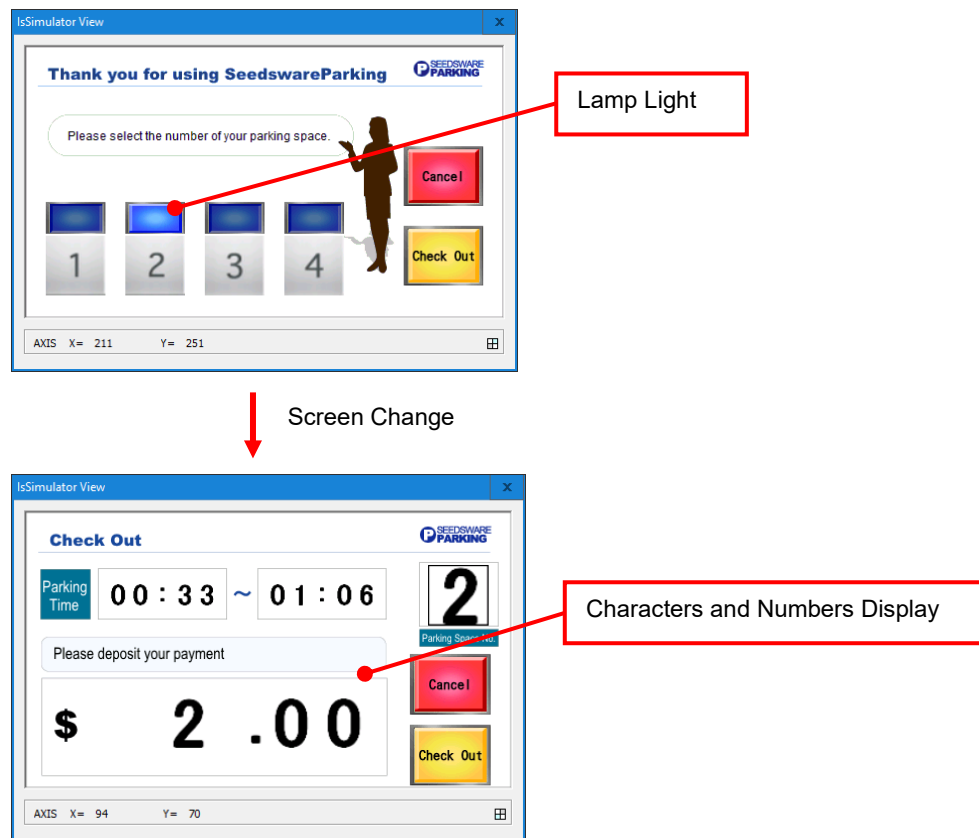 IsSimulator View x
Thank you for using SeedswareParking
P SEEDSWARE
PARKING
Lamp Light
Please select the number of your parking space.
Cancel
1 2 3 4
Check Out
AXIS X= 211 Y= 251
Screen Change
IsSimulator View x
Check Out
P SEEDSWARE
PARKING
Parking
Time
00:33 ~ 01:06
2
Parking Space No.
Characters and Numbers Display
Please deposit your payment
Cancel
$ 2.00
Check Out
AXIS X= 94 Y= 70